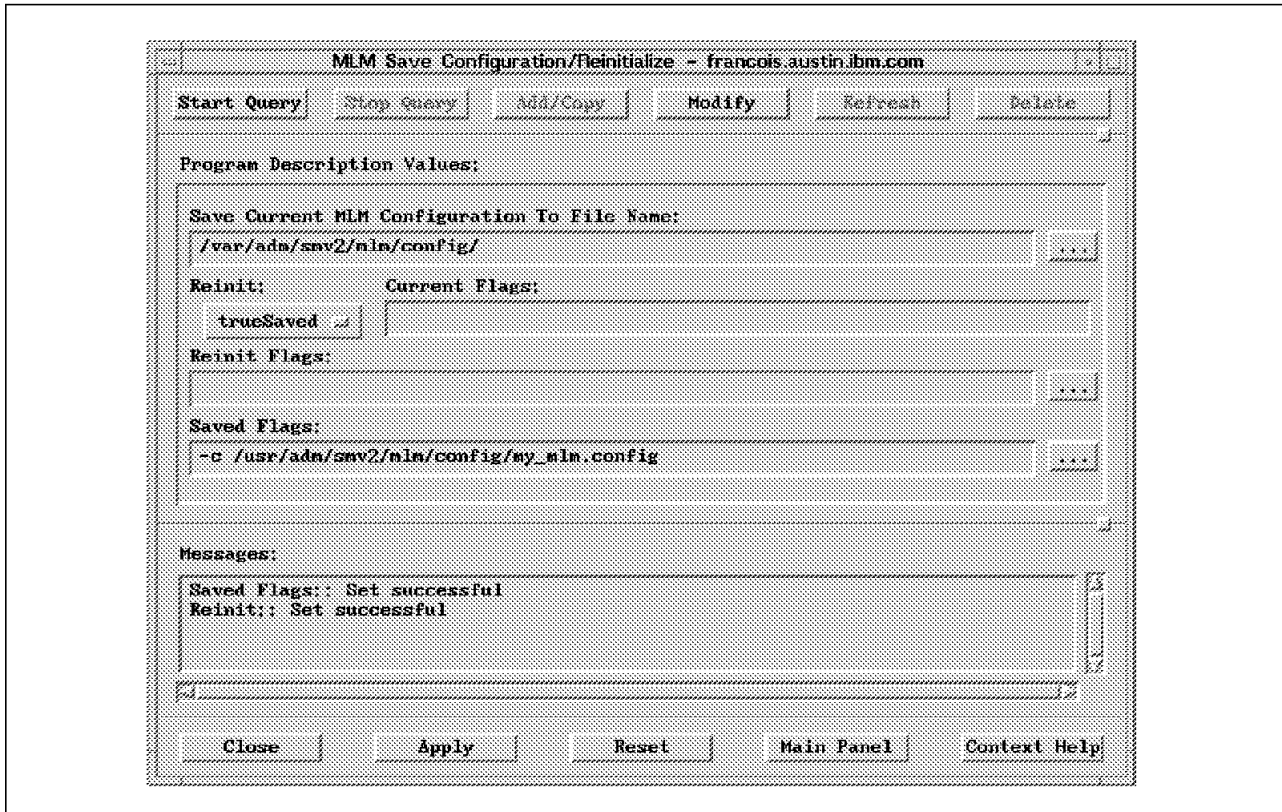 MLM Save Configuration/Reinitialize - francois.austin.ibm.com
Start Query Stop Query Add/Copy Modify Refresh Delete
Program Description Values:
Save Current MLM Configuration To File Name:
/var/adm/smv2/mlm/config/ ...
Reinit: Current Flags:
trueSaved
Reinit Flags:
...
Saved Flags:
-c /usr/adm/smv2/mlm/config/my_mlm.config ...
Messages:
Saved Flags:: Set successful
Reinit:: Set successful
Close Apply Reset Main Panel Context Help